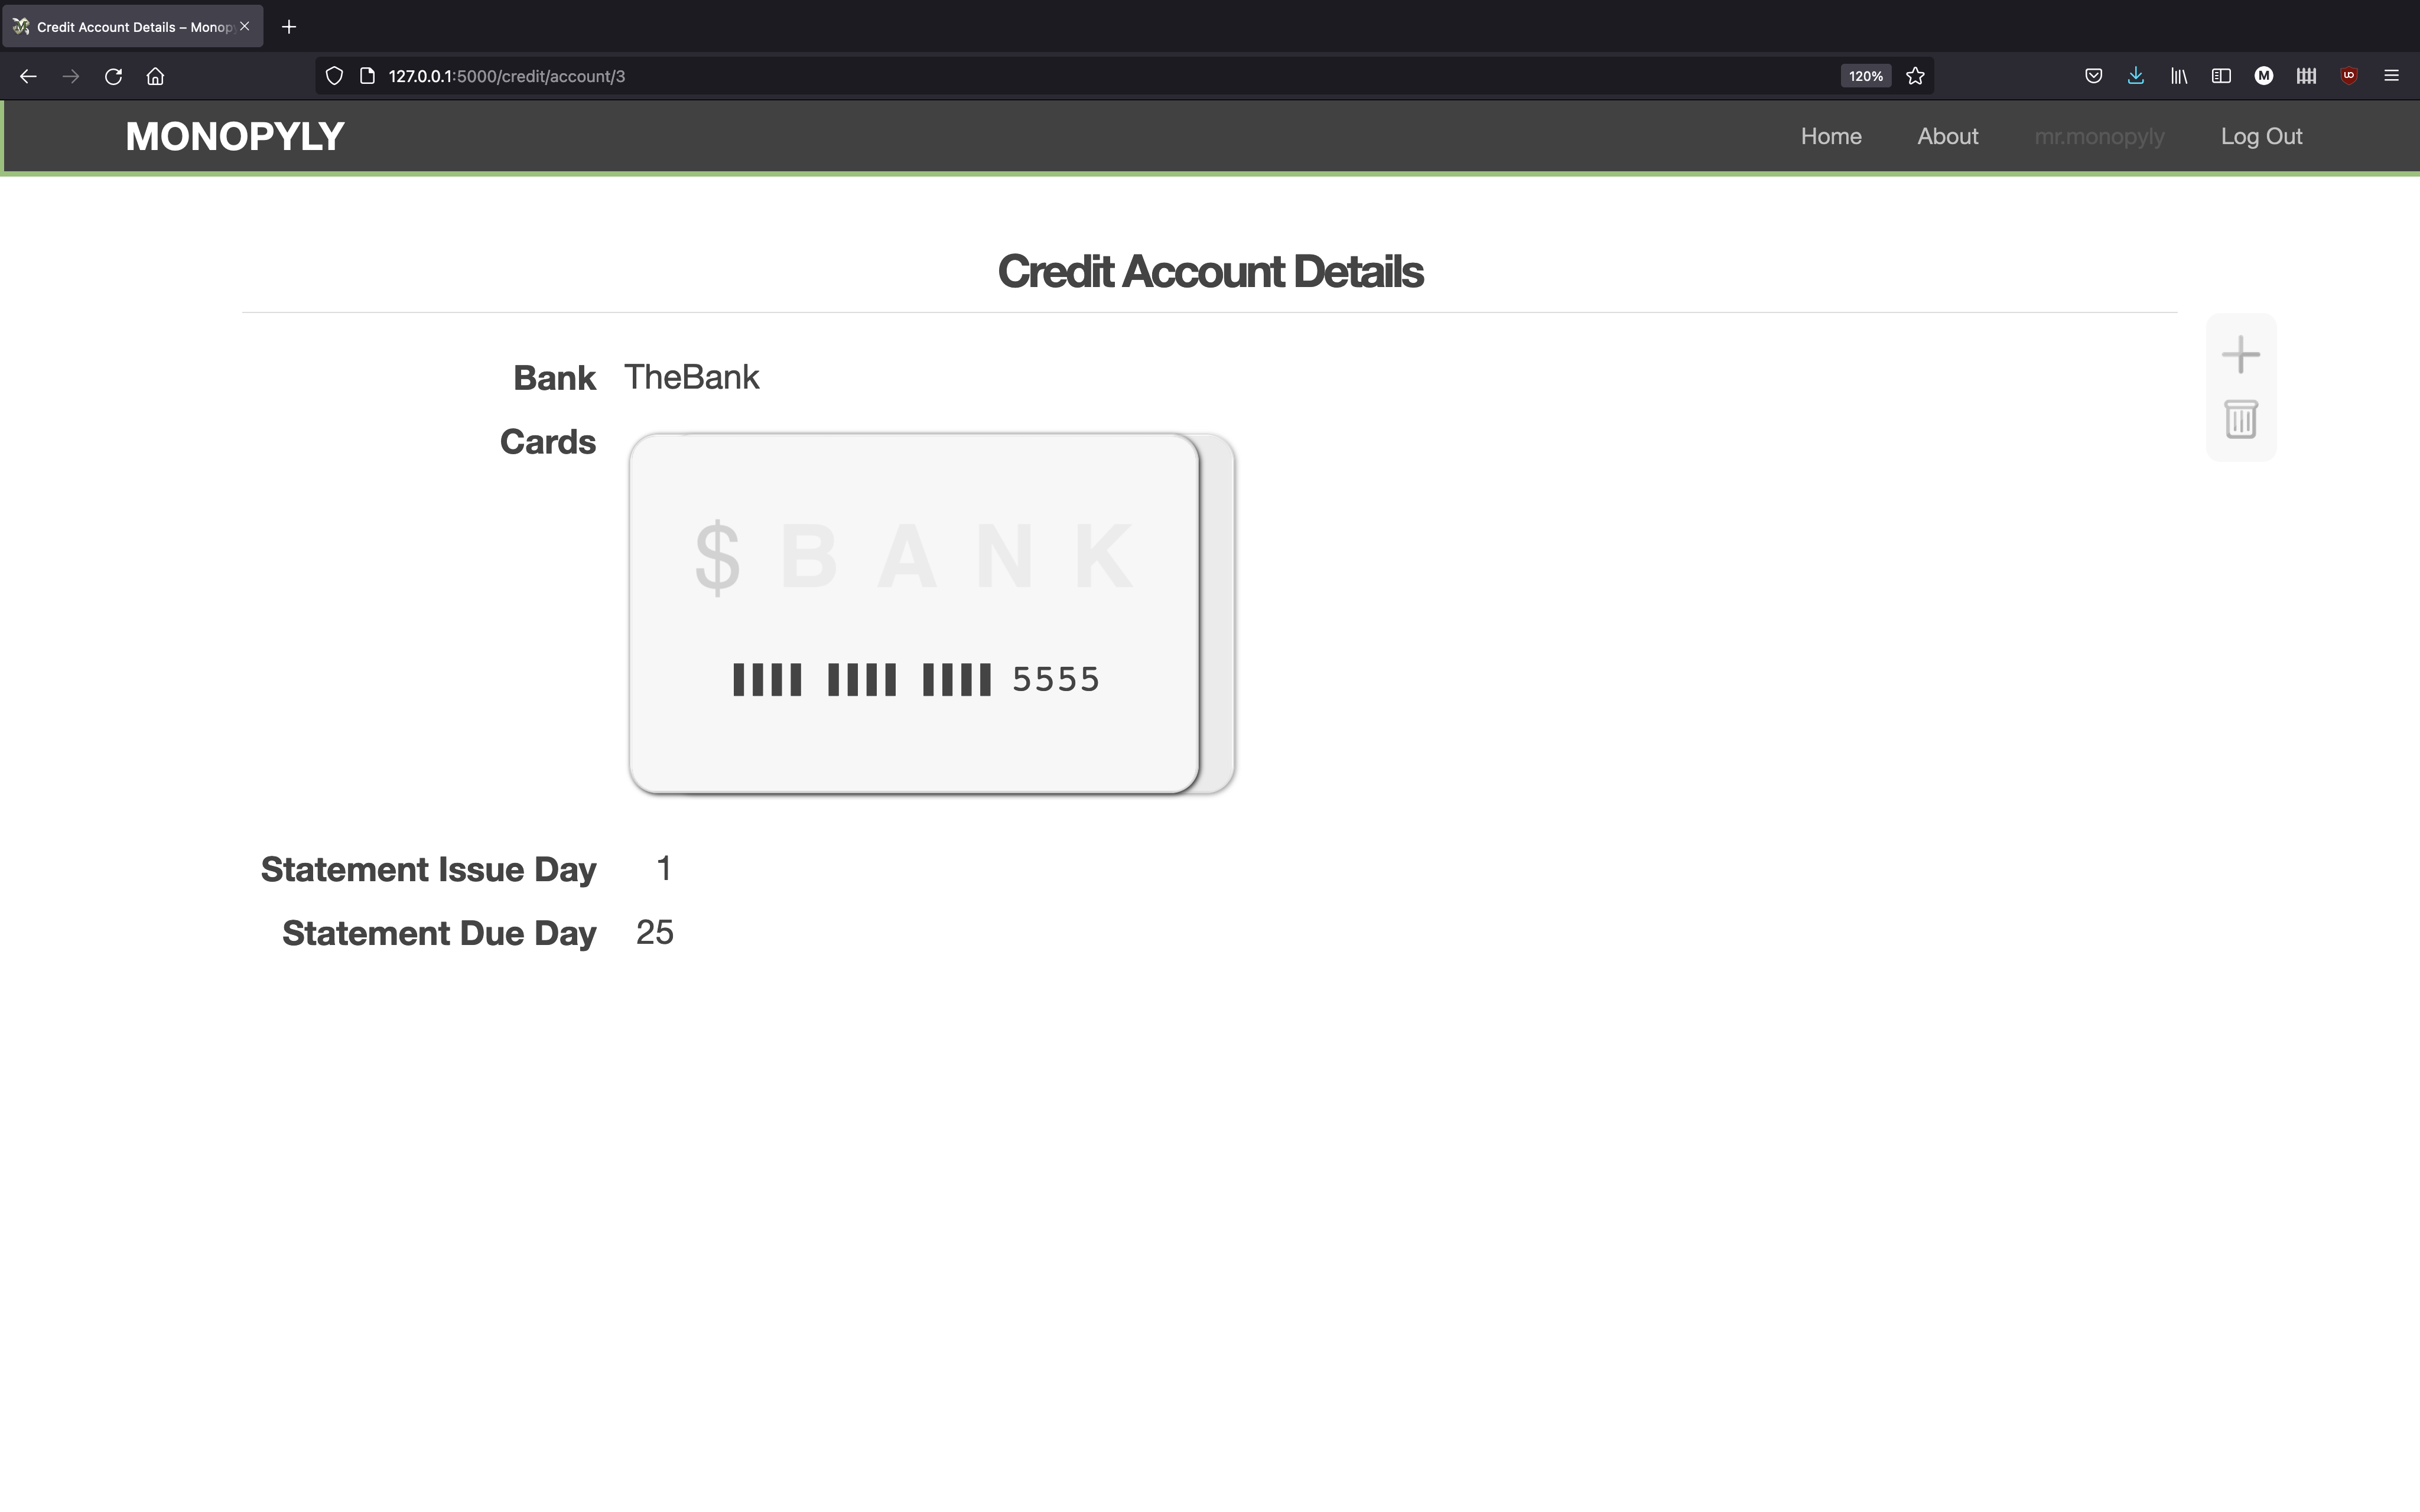 Credit Account Details – Monop
127.0.0.1:5000/credit/account/3
120%
MONOPYLY
Home About mr.monopyly Log Out
Credit Account Details
Bank TheBank
Cards
$ BANK
5555
Statement Issue Day 1
Statement Due Day 25